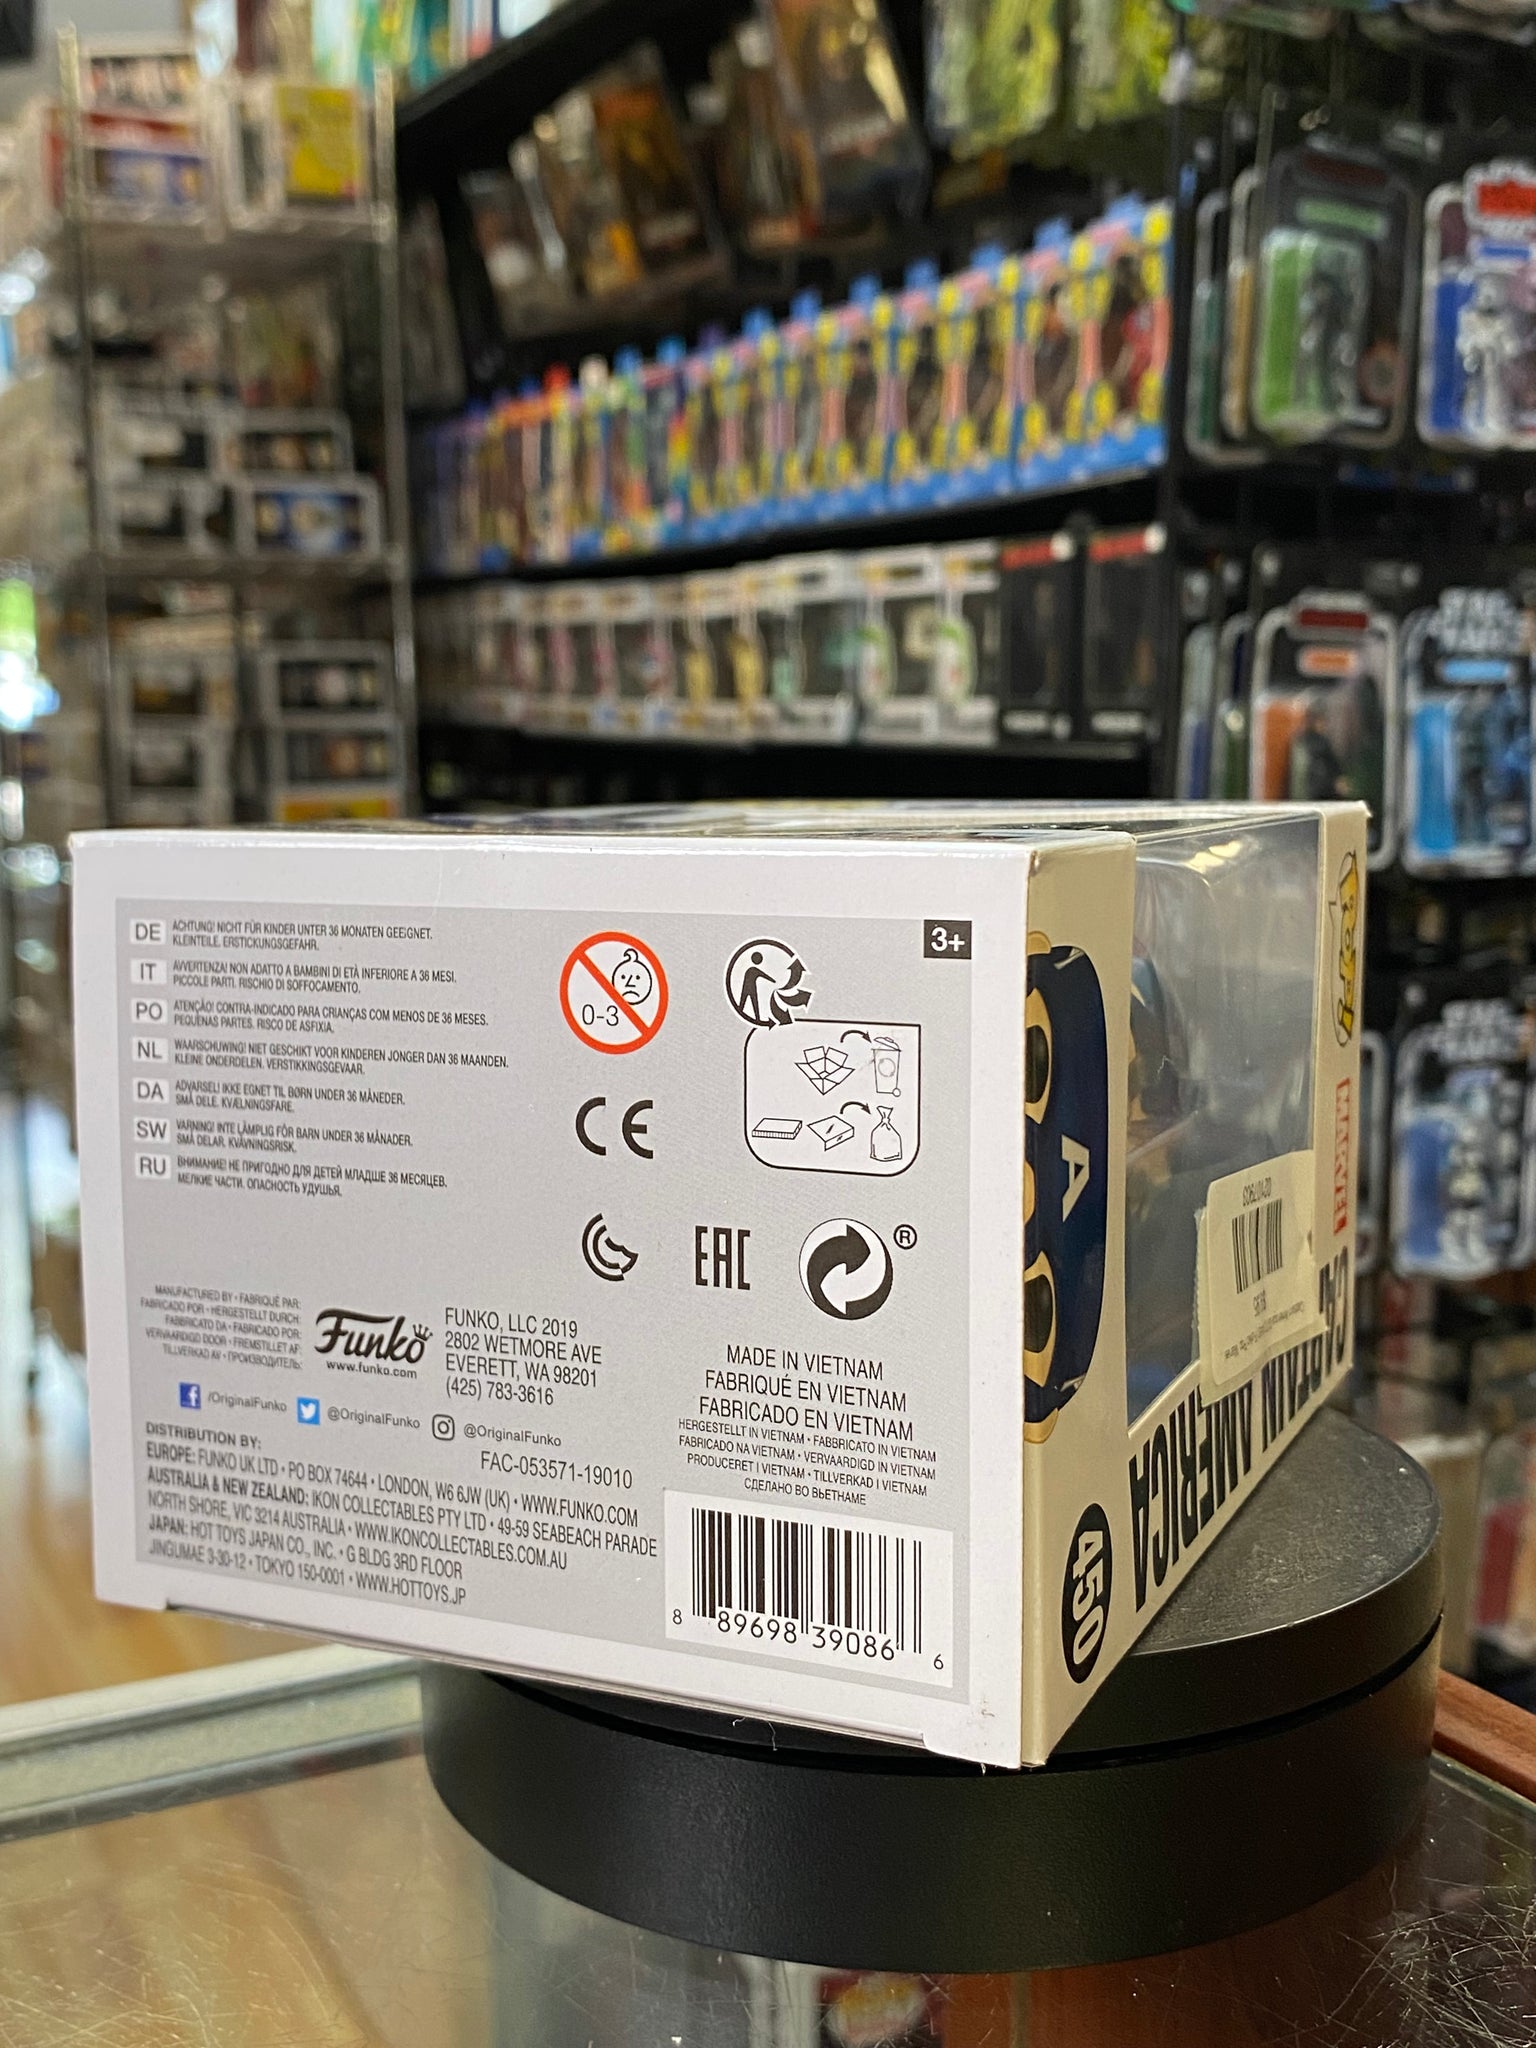 DE ACHTUNG! NICHT FÜR KINDER UNTER 36 MONATEN GEEIGNET.
KLEINTEILE. ERSTICKUNGSGEFAHR.
IT AVVERTENZA! NON ADATTO A BAMBINI DI ETÀ INFERIORE A 36 MESI.
PICCOLE PARTI. RISCHIO DI SOFFOCAMENTO.
PO ATENÇÃO! CONTRA-INDICADO PARA CRIANÇAS COM MENOS DE 36 MESES.
PEQUENAS PARTES. RISCO DE ASFIXIA.
NL WAARSCHUWING! NIET GESCHIKT VOOR KINDEREN JONGER DAN 36 MAANDEN.
KLEINE ONDERDELEN. VERSTIKKINGSGEVAAR.
DA ADVARSEL! IKKE EGNET TIL BØRN UNDER 36 MÅNEDER.
SMÅ DELE. KVÆLNINGSFARE.
SW VARNING! INTE LÄMPLIG FÖR BARN UNDER 36 MÅNADER.
SMÅ DELAR. KVÄVNINGSRISK.
RU ВНИМАНИЕ! НЕ ПРИГОДНО ДЛЯ ДЕТЕЙ МЛАДШЕ 36 МЕСЯЦЕВ.
МЕЛКИЕ ЧАСТИ. ОПАСНОСТЬ УДУШЬЯ.
0-3
3+
CE
EAC
®
MANUFACTURED BY • FABRIQUÉ PAR:
FABRICADO POR • HERGESTELLT DURCH:
FABBRICATO DA • FABRICADO POR:
VERVAARDIGD DOOR • FREMSTILLET AF:
TILLVERKAD AV • ПРОИЗВОДИТЕЛЬ:
Funko
www.funko.com
FUNKO, LLC 2019
2802 WETMORE AVE
EVERETT, WA 98201
(425) 783-3616
/OriginalFunko
@OriginalFunko
@OriginalFunko
FAC-053571-19010
DISTRIBUTION BY:
EUROPE: FUNKO UK LTD • PO BOX 74644 • LONDON, W6 6JW (UK) • WWW.FUNKO.COM
AUSTRALIA & NEW ZEALAND: IKON COLLECTABLES PTY LTD • 49-59 SEABEACH PARADE
NORTH SHORE, VIC 3214 AUSTRALIA • WWW.IKONCOLLECTABLES.COM.AU
JAPAN: HOT TOYS JAPAN CO., INC. • G BLDG 3RD FLOOR
JINGUMAE 3-30-12 • TOKYO 150-0001 • WWW.HOTTOYS.JP
MADE IN VIETNAM
FABRIQUÉ EN VIETNAM
FABRICADO EN VIETNAM
HERGESTELLT IN VIETNAM • FABBRICATO IN VIETNAM
FABRICADO NA VIETNAM • VERVAARDIGD IN VIETNAM
PRODUCERET I VIETNAM • TILLVERKAD I VIETNAM
СДЕЛАНО ВО ВЬЕТНАМЕ
8 89698 39086 6
POP!
MARVEL
A
CAPTAIN AMERICA
450